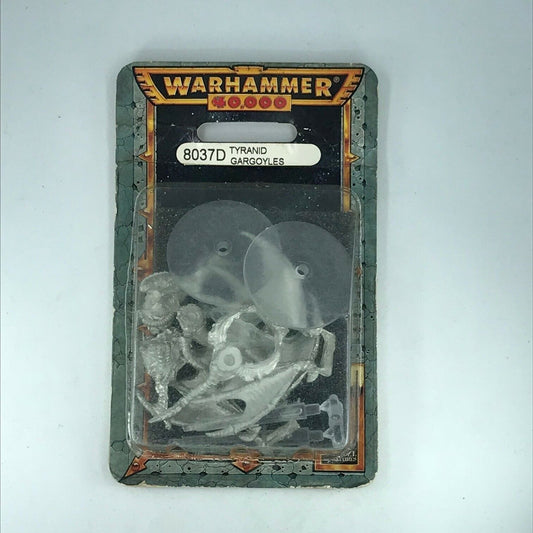 WARHAMMER®
40,000
8037D TYRANID
GARGOYLES